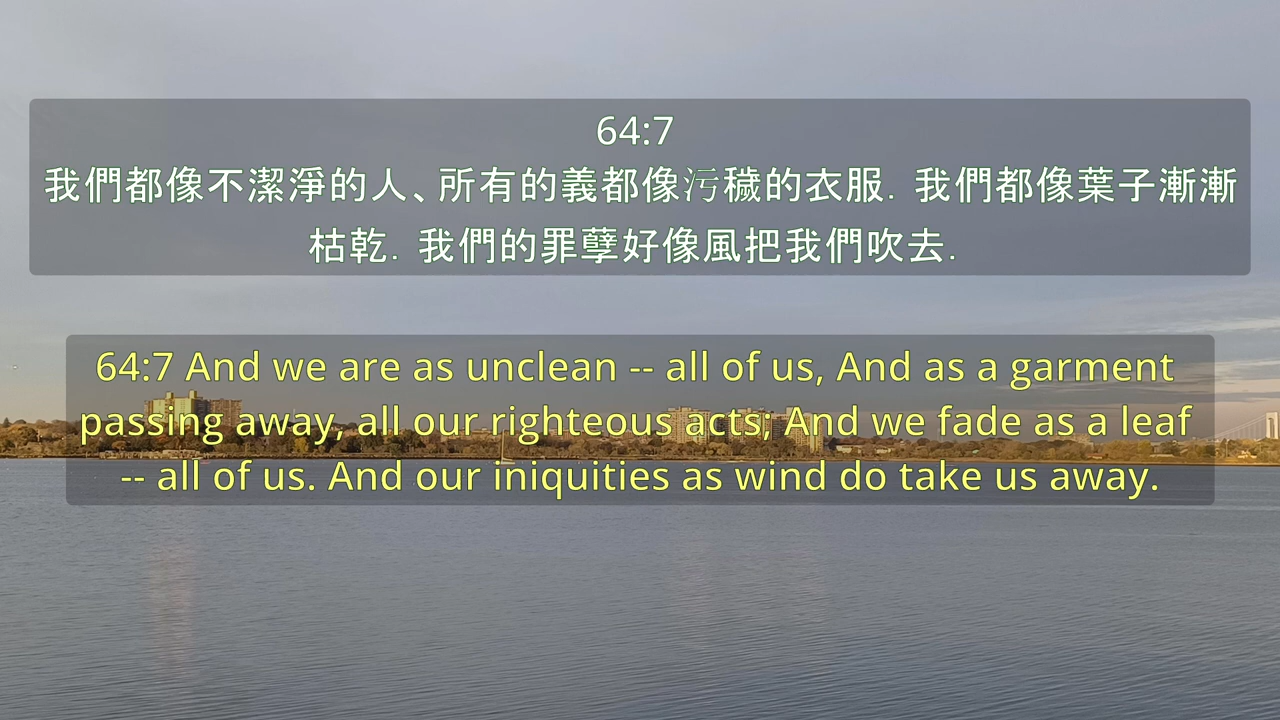 64:7
我們都像不潔淨的人、所有的義都像污穢的衣服. 我們都像葉子漸漸
枯乾. 我們的罪孽好像風把我們吹去.
64:7 And we are as unclean -- all of us, And as a garment
passing away, all our righteous acts; And we fade as a leaf
-- all of us. And our iniquities as wind do take us away.